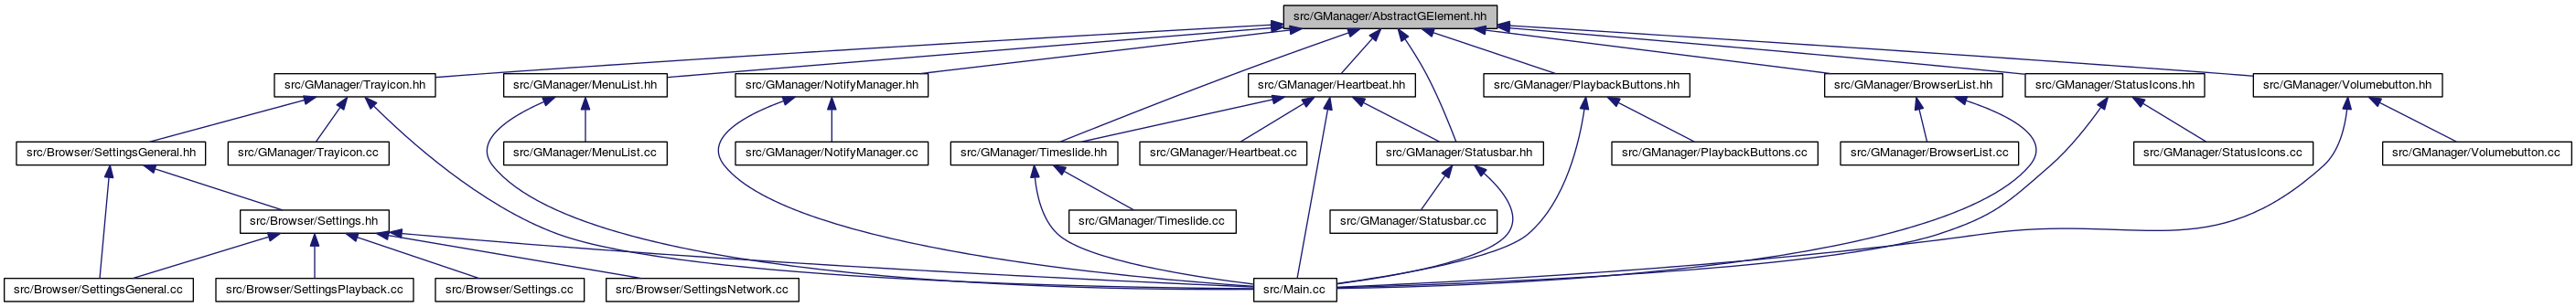 src/GManager/AbstractGElement.hh
src/GManager/Trayicon.hh
src/GManager/MenuList.hh
src/GManager/NotifyManager.hh
src/GManager/Heartbeat.hh
src/GManager/PlaybackButtons.hh
src/GManager/BrowserList.hh
src/GManager/StatusIcons.hh
src/GManager/Volumebutton.hh
src/Browser/SettingsGeneral.hh
src/GManager/Trayicon.cc
src/GManager/MenuList.cc
src/GManager/NotifyManager.cc
src/GManager/Timeslide.hh
src/GManager/Heartbeat.cc
src/GManager/Statusbar.hh
src/GManager/PlaybackButtons.cc
src/GManager/BrowserList.cc
src/GManager/StatusIcons.cc
src/GManager/Volumebutton.cc
src/Browser/Settings.hh
src/GManager/Timeslide.cc
src/GManager/Statusbar.cc
src/Browser/SettingsGeneral.cc
src/Browser/SettingsPlayback.cc
src/Browser/Settings.cc
src/Browser/SettingsNetwork.cc
src/Main.cc